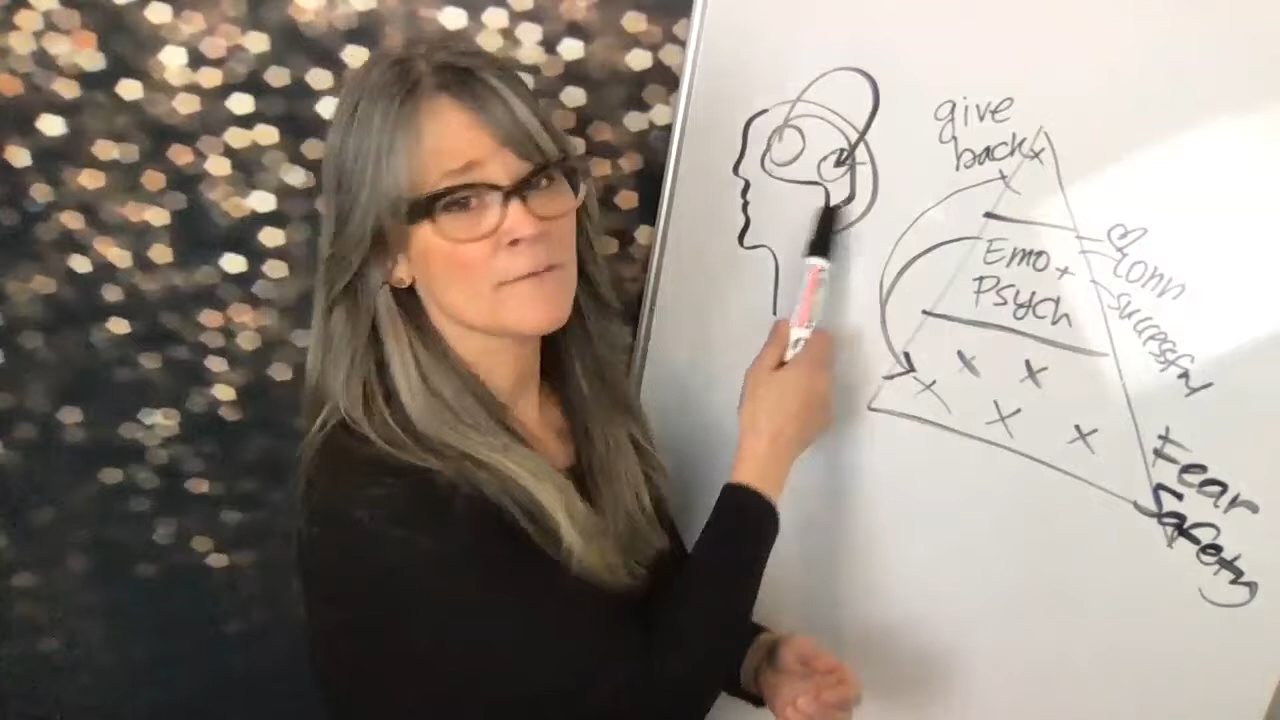 give
back
Emo +
Psych
conn
successful
Fear
Safety